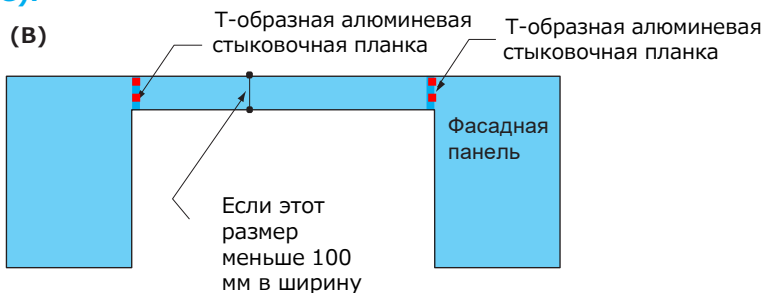 (B)
Т-образная алюминевая
стыковочная планка
Т-образная алюминевая
стыковочная планка
Фасадная
панель
Если этот
размер
меньше 100
мм в ширину